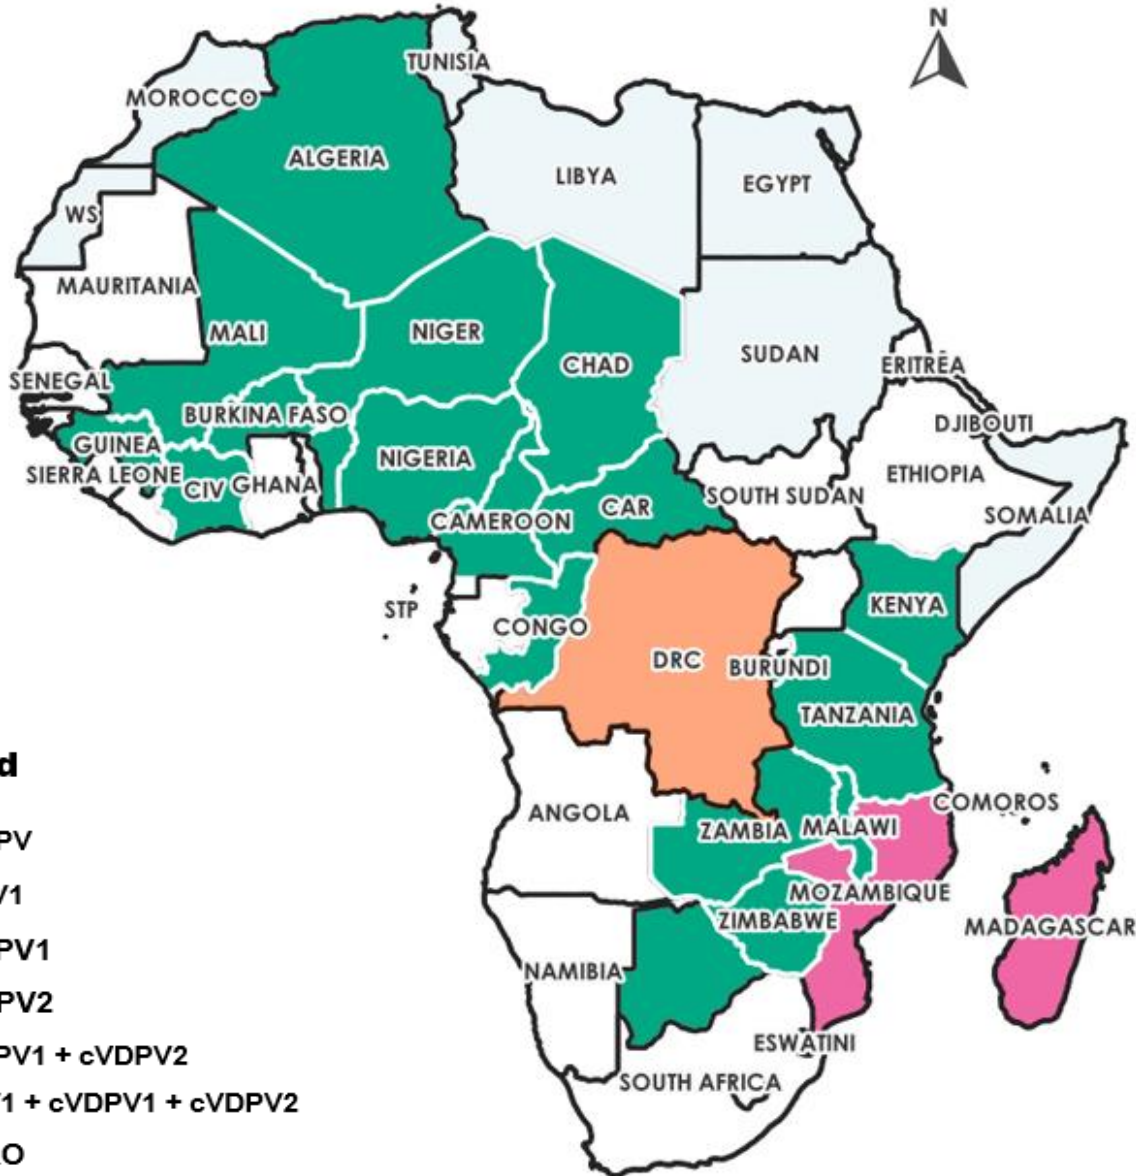 N
TUNISIA
MOROCCO
ALGERIA
LIBYA
EGYPT
WS
MAURITANIA
MALI
NIGER
CHAD
SUDAN
ERITREA
SENEGAL
BURKINA FASO
DJIBOUTI
GUINEA
NIGERIA
ETHIOPIA
SIERRA LEONE
CIV
GHANA
SOUTH SUDAN
CAR
SOMALIA
CAMEROON
STP
KENYA
CONGO
DRC
BURUNDI
TANZANIA
COMOROS
ANGOLA
ZAMBIA
MALAWI
MOZAMBIQUE
ZIMBABWE
MADAGASCAR
NAMIBIA
ESWATINI
SOUTH AFRICA
d
PV
V1
PV1
PV2
PV1 + cVDPV2
1 + cVDPV1 + cVDPV2
O